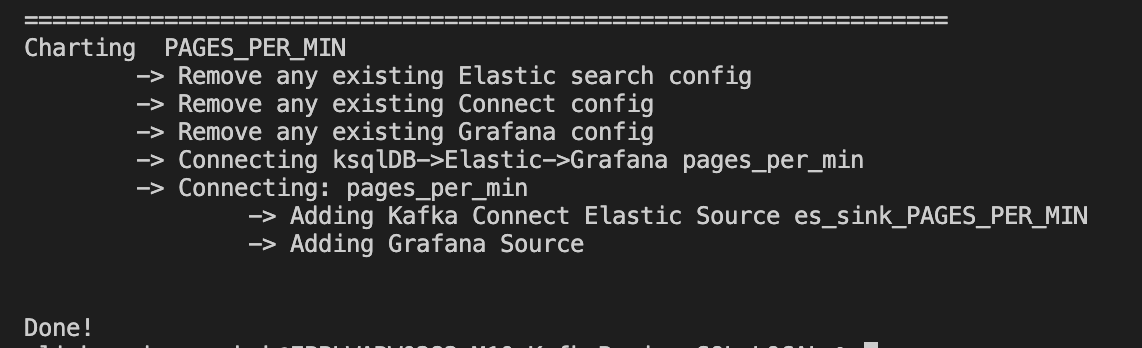 ==================================================================
Charting  PAGES_PER_MIN
        -> Remove any existing Elastic search config
        -> Remove any existing Connect config
        -> Remove any existing Grafana config
        -> Connecting ksqlDB->Elastic->Grafana pages_per_min
        -> Connecting: pages_per_min
                -> Adding Kafka Connect Elastic Source es_sink_PAGES_PER_MIN
                -> Adding Grafana Source
Done!